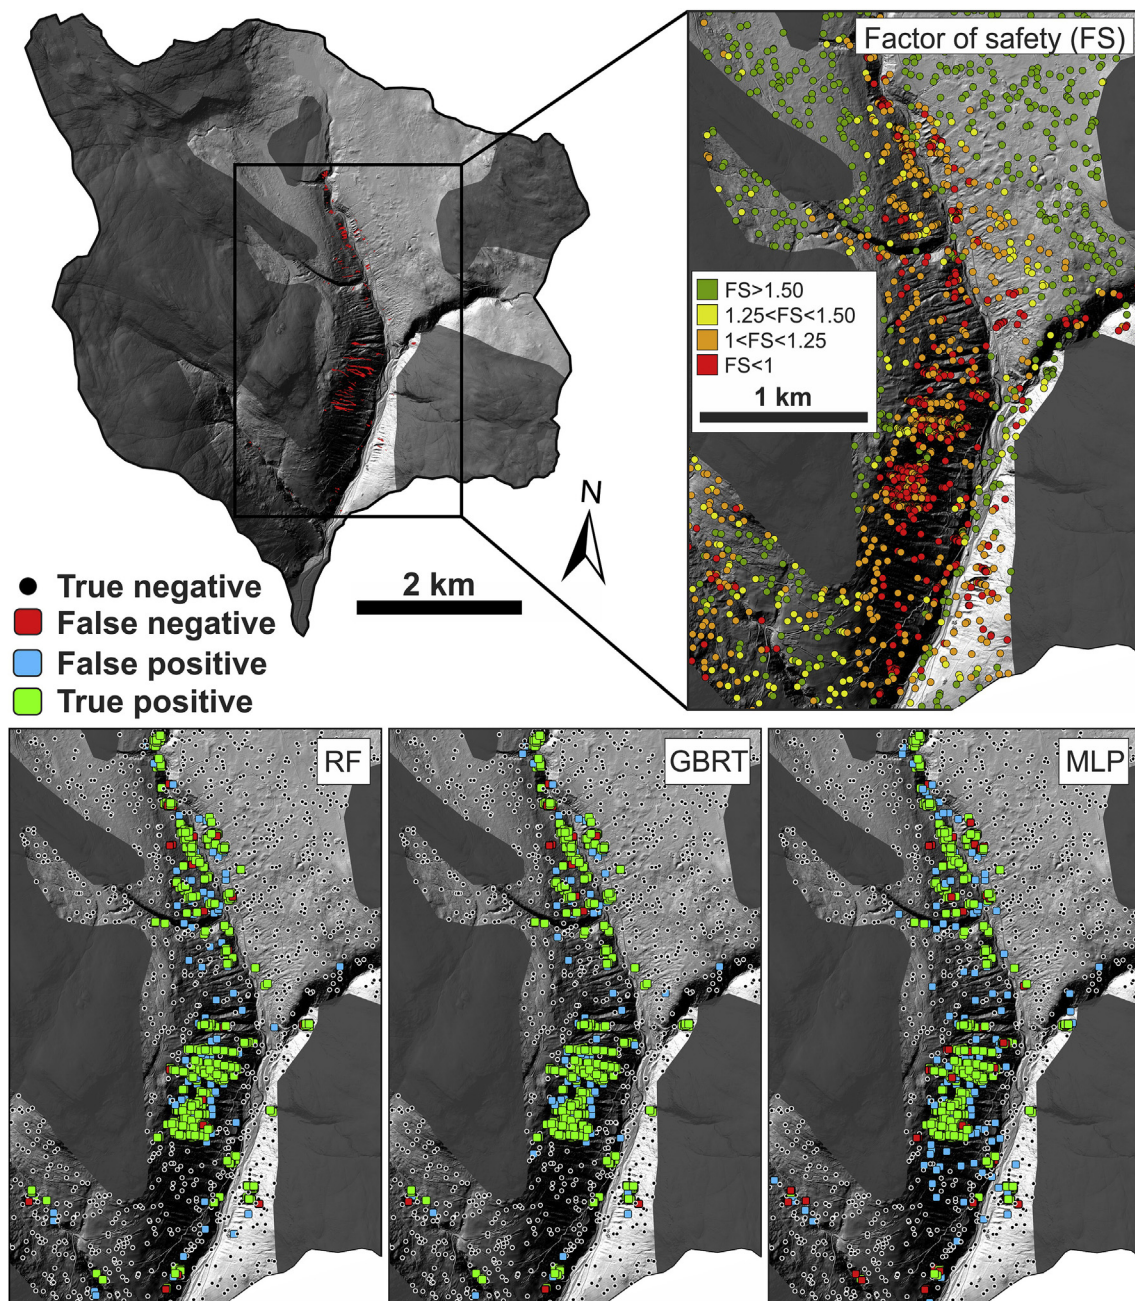 Factor of safety (FS)
FS>1.50
1.25<FS<1.50
1<FS<1.25
FS<1
1 km
N
2 km
True negative
False negative
False positive
True positive
RF
GBRT
MLP